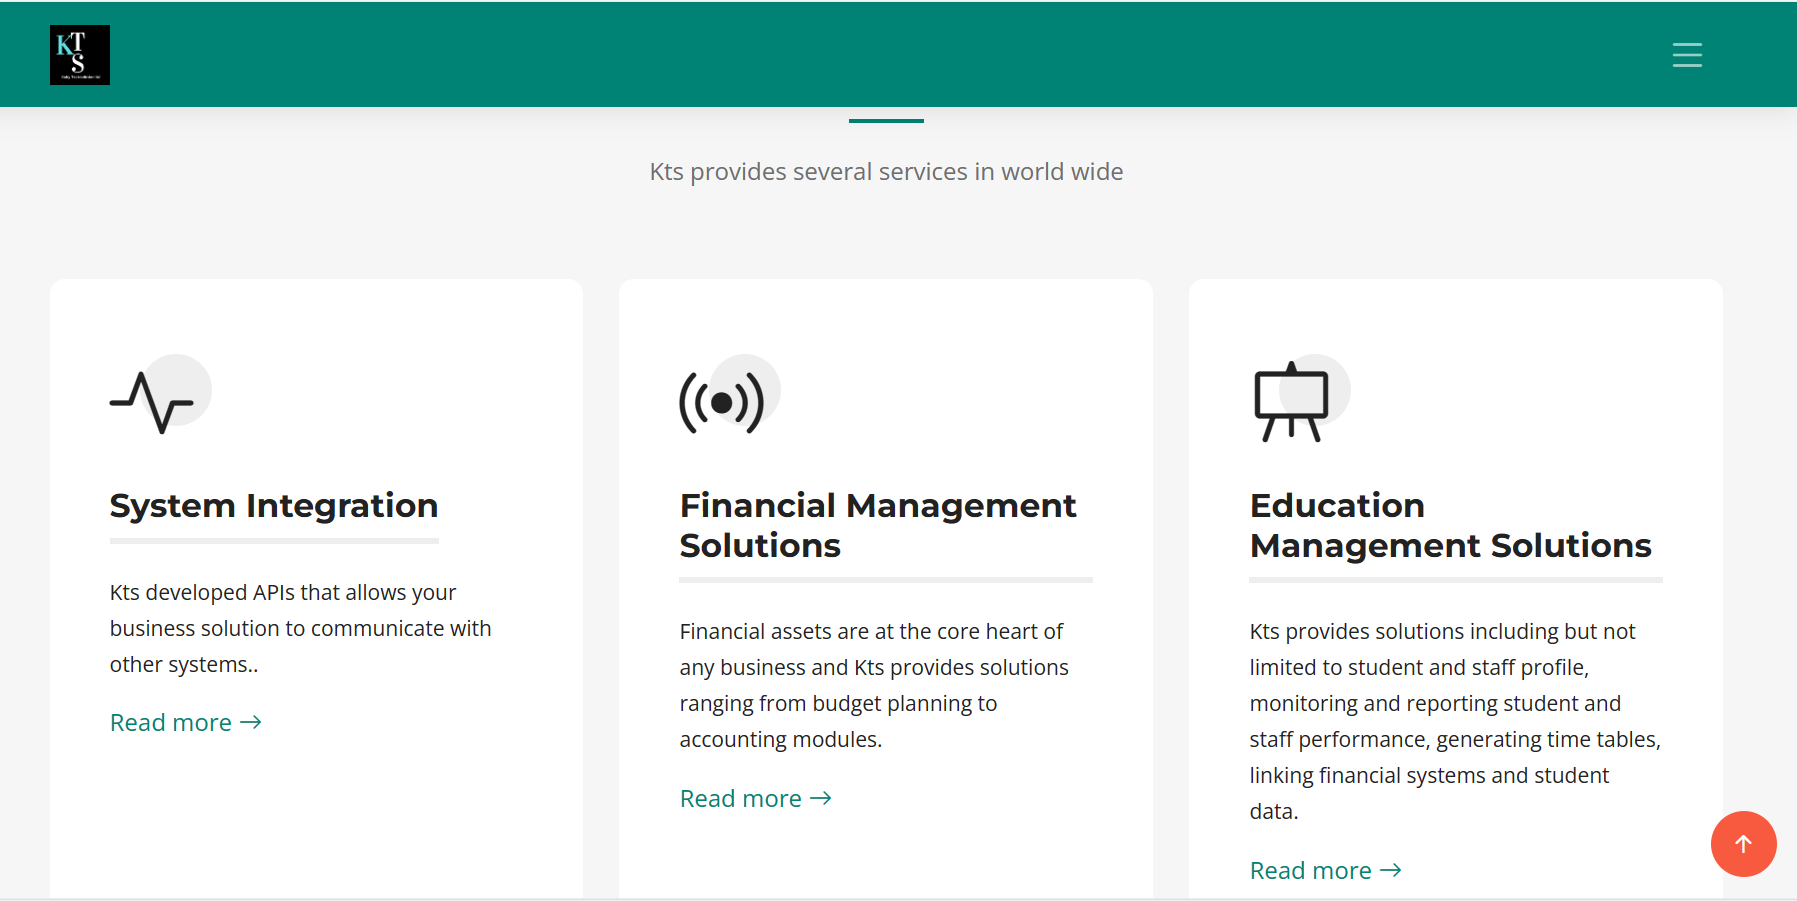 KTS
Kts provides several services in world wide
System Integration
Kts developed APIs that allows your
business solution to communicate with
other systems..
Read more →
Financial Management
Solutions
Financial assets are at the core heart of
any business and Kts provides solutions
ranging from budget planning to
accounting modules.
Read more →
Education
Management Solutions
Kts provides solutions including but not
limited to student and staff profile,
monitoring and reporting student and
staff performance, generating time tables,
linking financial systems and student
data.
Read more →